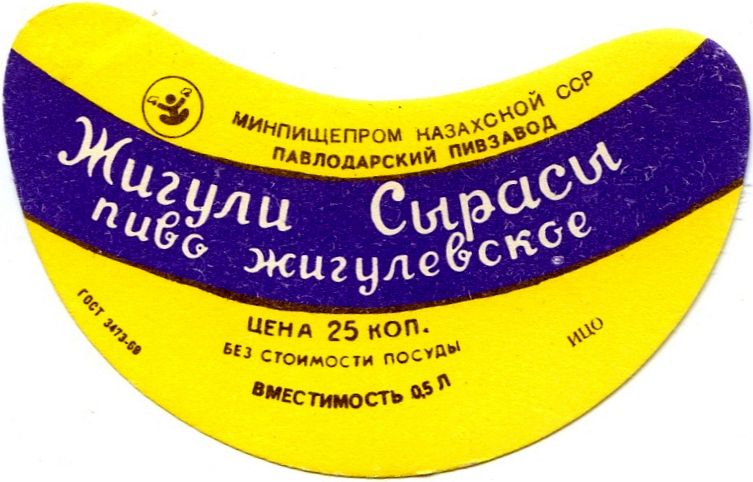 МИНПИЩЕПРОМ КАЗАХСКОЙ ССР
ПАВЛОДАРСКИЙ ПИВЗАВОД
Жигули Сырасы
пиво жигулевское
ГОСТ 3473-69
ЦЕНА 25 КОП.
БЕЗ СТОИМОСТИ ПОСУДЫ
ВМЕСТИМОСТЬ 0,5 Л
ИЦО